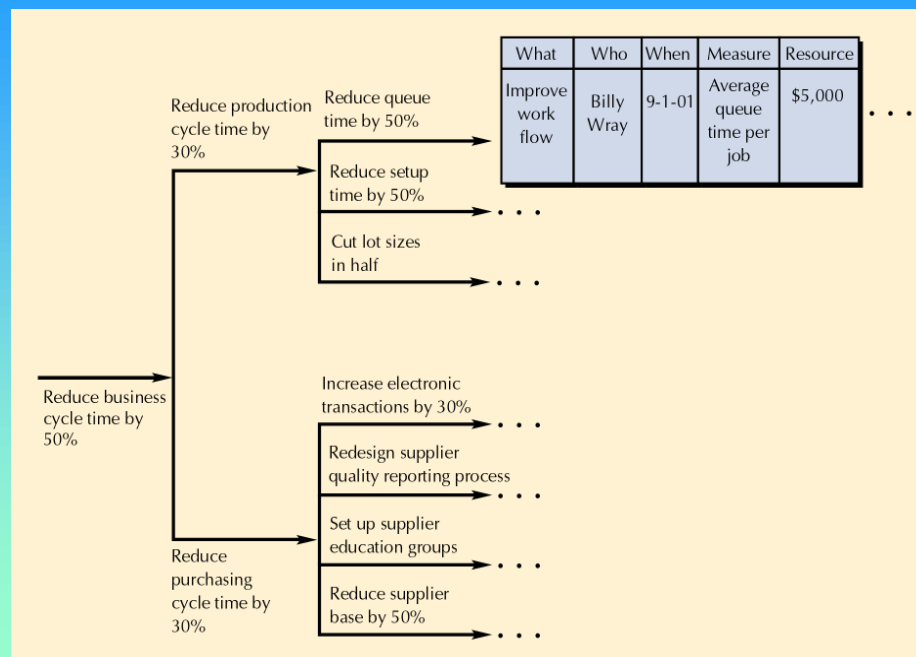 What Who When Measure Resource
Improve
work
flow
Billy
Wray
9-1-01
Average
queue
time per
job
$5,000
. . .
Reduce production
cycle time by
30%
Reduce queue
time by 50%
Reduce setup
time by 50%
. . .
Cut lot sizes
in half
. . .
Reduce business
cycle time by
50%
Increase electronic
transactions by 30%
. . .
Redesign supplier
quality reporting process
. . .
Set up supplier
education groups
. . .
Reduce
purchasing
cycle time by
30%
Reduce supplier
base by 50%
. . .